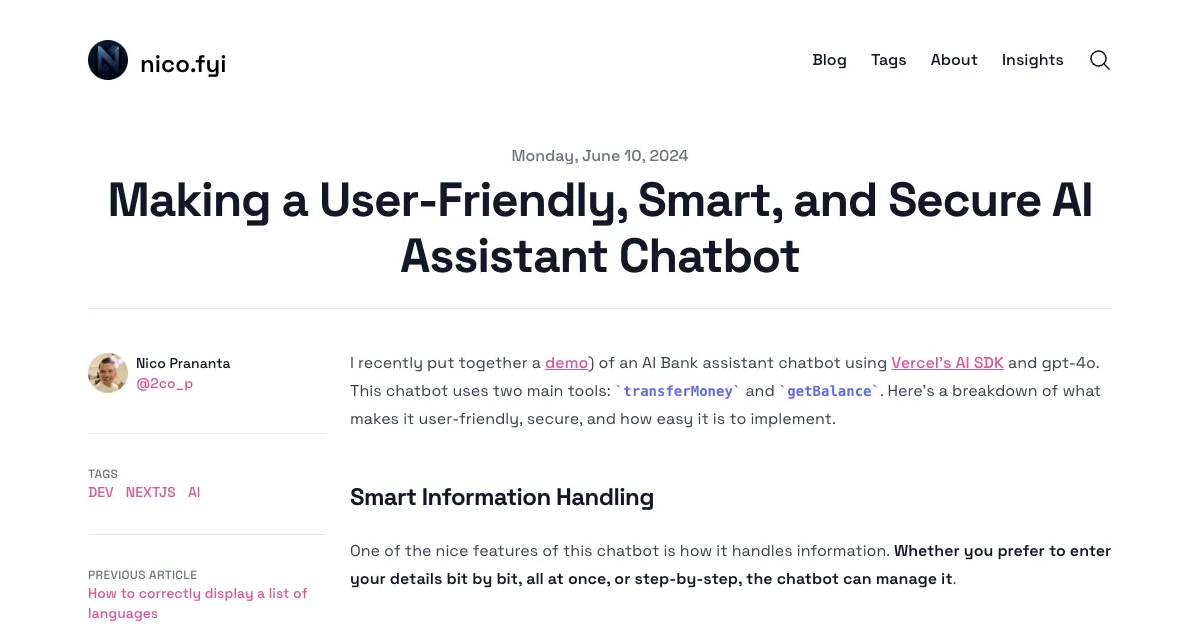 nico.fyi
Blog Tags About Insights
Monday, June 10, 2024
Making a User-Friendly, Smart, and Secure AI
Assistant Chatbot
Nico Prananta
@2co_p
TAGS
DEV NEXTJS AI
PREVIOUS ARTICLE
How to correctly display a list of
languages
I recently put together a demo) of an AI Bank assistant chatbot using Vercel's AI SDK and gpt-4o.
This chatbot uses two main tools: `transferMoney` and `getBalance`. Here's a breakdown of what
makes it user-friendly, secure, and how easy it is to implement.
Smart Information Handling
One of the nice features of this chatbot is how it handles information. Whether you prefer to enter
your details bit by bit, all at once, or step-by-step, the chatbot can manage it.